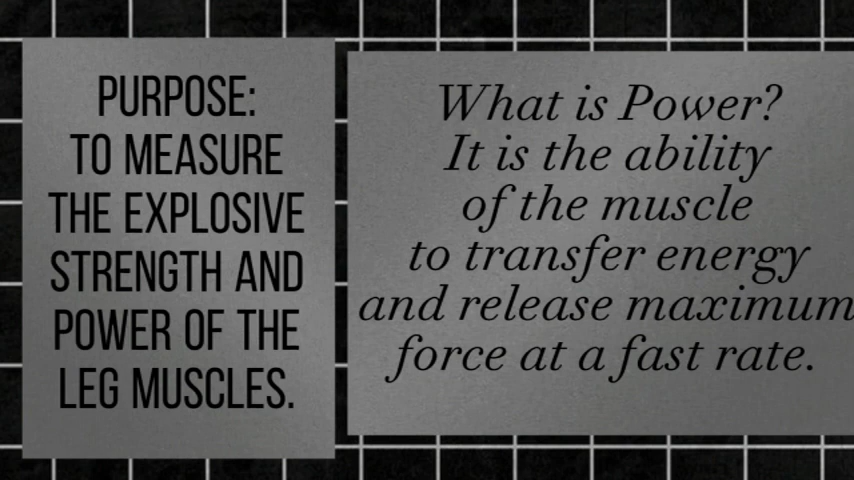 PURPOSE:
TO MEASURE
THE EXPLOSIVE
STRENGTH AND
POWER OF THE
LEG MUSCLES.
What is Power?
It is the ability
of the muscle
to transfer energy
and release maximum
force at a fast rate.